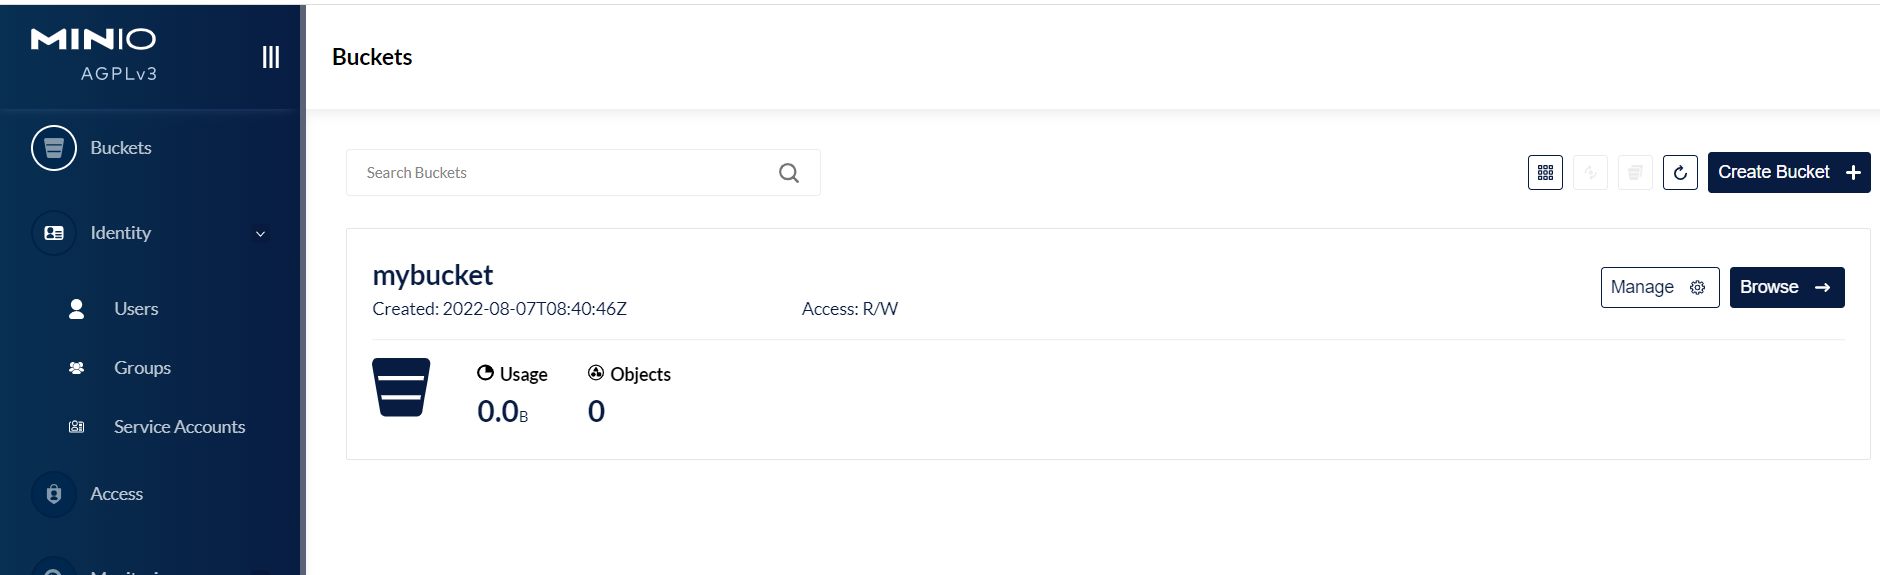 MINIO
AGPLv3
Buckets
Identity
Users
Groups
Service Accounts
Access
Buckets
Search Buckets
Create Bucket
mybucket
Created: 2022-08-07T08:40:46Z
Access: R/W
Manage
Browse
Usage
Objects
0.0B
0